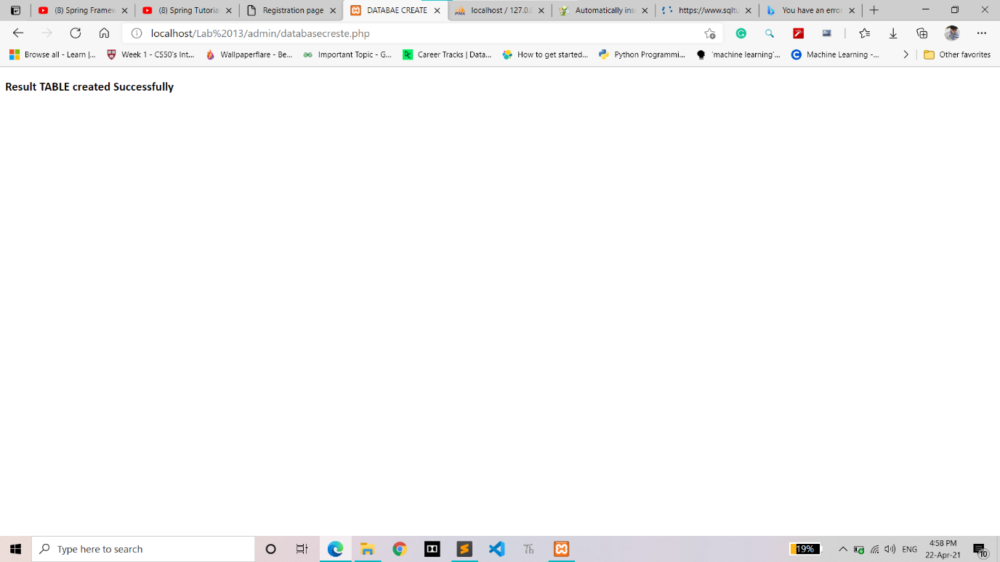 (8) Spring Framew
(8) Spring Tutoria
Registration page
DATABAE CREATE
localhost / 127.0.0
Automatically ins
https://www.sqltu
You have an error
localhost/Lab%2013/admin/databasecreste.php
Browse all - Learn |...
Week 1 - CS50's Int...
Wallpaperflare - Be...
Important Topic - G...
Career Tracks | Data...
How to get started...
Python Programmi...
'machine learning'...
Machine Learning -...
Other favorites
Result TABLE created Successfully
Type here to search
19%
ENG
4:58 PM
22-Apr-21
10